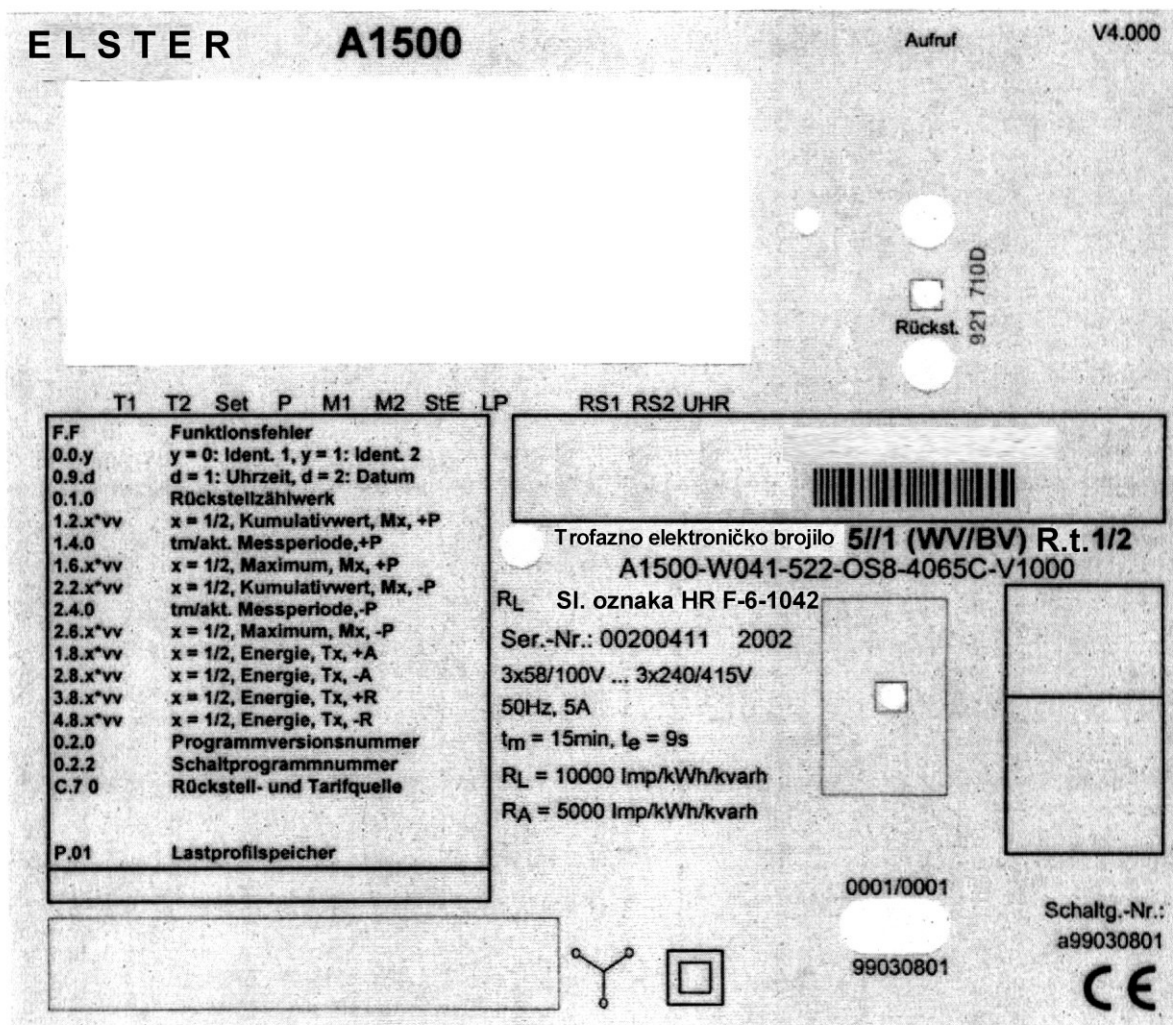 ELSTER A1500 Aufruf V4.000
921 710D
Rückst.
T1 T2 Set P M1 M2 StE LP RS1 RS2 UHR
F.F Funktionsfehler
0.0.y y = 0: Ident. 1, y = 1: Ident. 2
0.9.d d = 1: Uhrzeit, d = 2: Datum
0.1.0 Rückstellzählwerk
1.2.x*vv x = 1/2, Kumulativwert, Mx, +P
1.4.0 tm/akt. Messperiode,+P
1.6.x*vv x = 1/2, Maximum, Mx, +P
2.2.x*vv x = 1/2, Kumulativwert, Mx, -P
2.4.0 tm/akt. Messperiode,-P
2.6.x*vv x = 1/2, Maximum, Mx, -P
1.8.x*vv x = 1/2, Energie, Tx, +A
2.8.x*vv x = 1/2, Energie, Tx, -A
3.8.x*vv x = 1/2, Energie, Tx, +R
4.8.x*vv x = 1/2, Energie, Tx, -R
0.2.0 Programmversionsnummer
0.2.2 Schaltprogrammnummer
C.7 0 Rückstell- und Tarifquelle
P.01 Lastprofilspeicher
Trofazno elektroničko brojilo 5//1 (WV/BV) R.t.1/2
A1500-W041-522-OS8-4065C-V1000
RL Sl. oznaka HR F-6-1042
Ser.-Nr.: 00200411 2002
3x58/100V ... 3x240/415V
50Hz, 5A
tm = 15min, te = 9s
RL = 10000 Imp/kWh/kvarh
RA = 5000 Imp/kWh/kvarh
0001/0001
99030801
Schaltg.-Nr.:
a99030801
CE